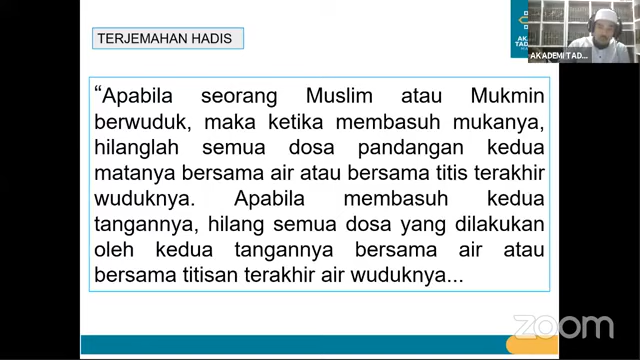 TERJEMAHAN HADIS
“Apabila seorang Muslim atau Mukmin
berwuduk, maka ketika membasuh mukanya,
hilanglah semua dosa pandangan kedua
matanya bersama air atau bersama titis terakhir
wuduknya. Apabila membasuh kedua
tangannya, hilang semua dosa yang dilakukan
oleh kedua tangannya bersama air atau
bersama titisan terakhir air wuduknya...
AKADEMI TAD...
zoom